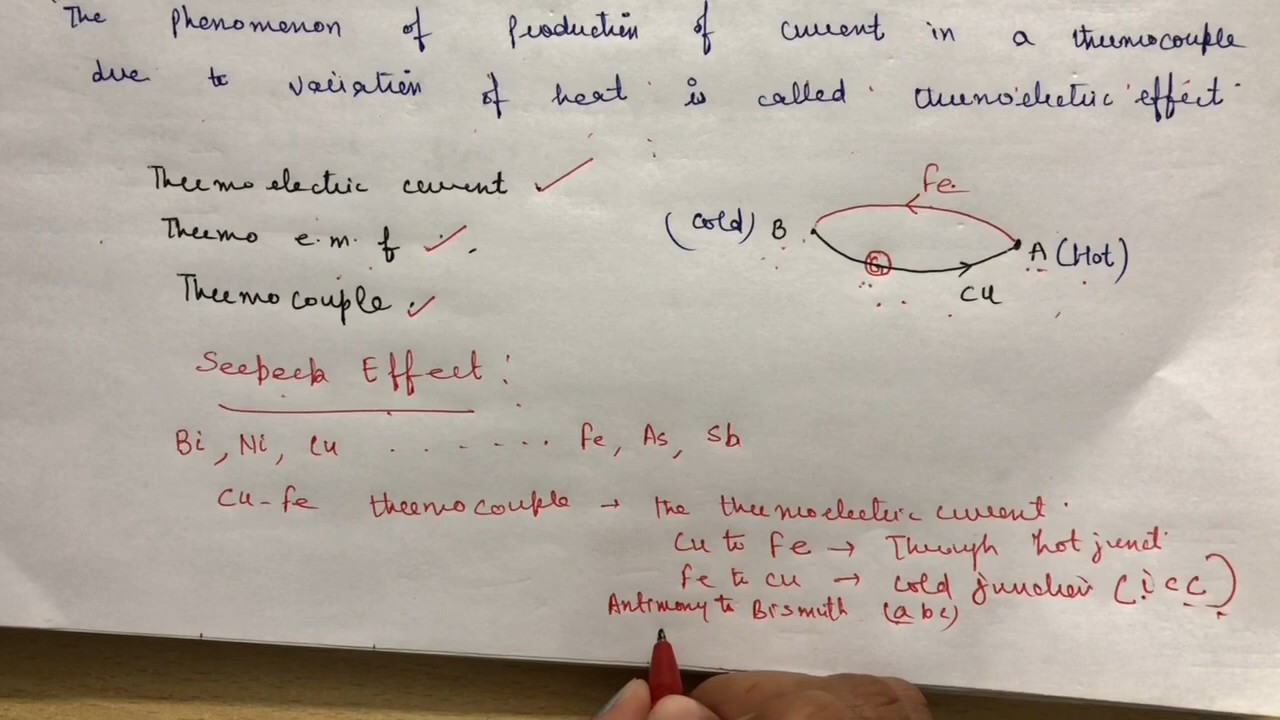 The phenomenon of production of current in a thermocouple
due to variation of heat is called thermoelectric effect
Thermo electric current
Thermo e.m.f
Thermo couple
Fe
(cold) B
G
A (Hot)
Cu
Seebeck Effect :
Bi, Ni, Cu . . . . . . . Fe, As, Sb
Cu-Fe thermocouple → the thermoelectric current.
Cu to Fe → Through hot junct
Fe to Cu → cold junction (icc)
Antimony to Bismuth (abc)